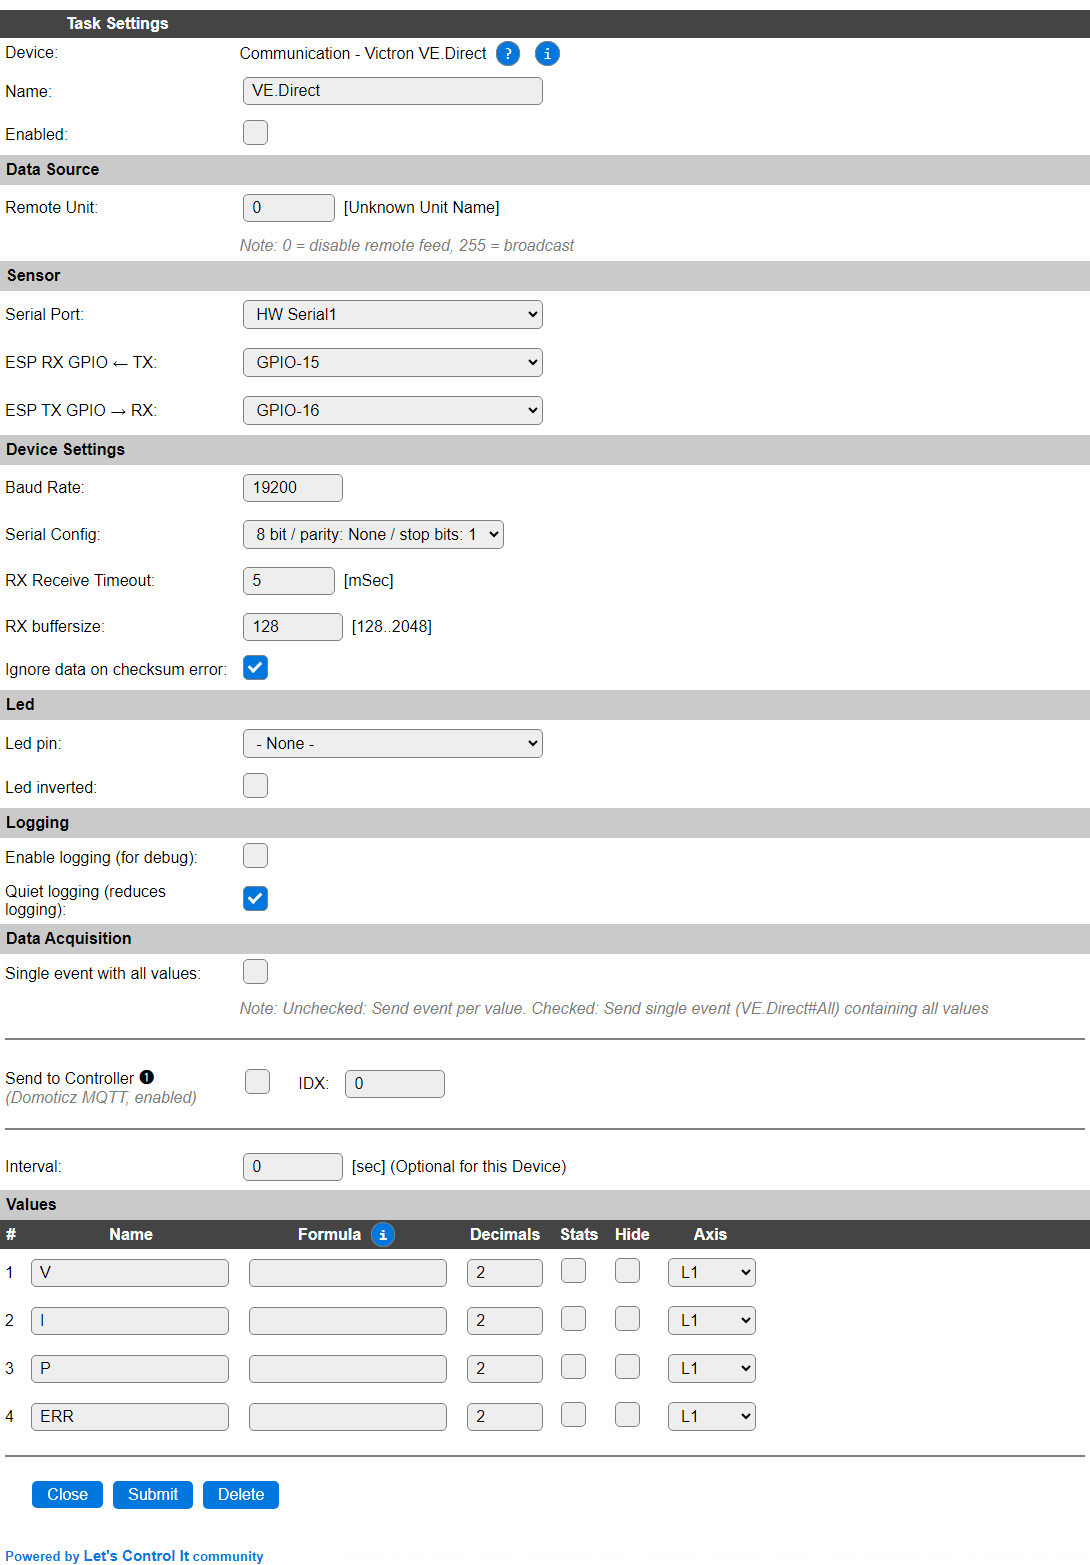 Task Settings
Device: Communication - Victron VE.Direct ? i
Name: VE.Direct
Enabled:
Data Source
Remote Unit: 0 [Unknown Unit Name]
Note: 0 = disable remote feed, 255 = broadcast
Sensor
Serial Port: HW Serial1
ESP RX GPIO ← TX: GPIO-15
ESP TX GPIO → RX: GPIO-16
Device Settings
Baud Rate: 19200
Serial Config: 8 bit / parity: None / stop bits: 1
RX Receive Timeout: 5 [mSec]
RX buffersize: 128 [128..2048]
Ignore data on checksum error:
Led
Led pin: - None -
Led inverted:
Logging
Enable logging (for debug):
Quiet logging (reduces
logging):
Data Acquisition
Single event with all values:
Note: Unchecked: Send event per value. Checked: Send single event (VE.Direct#All) containing all values
Send to Controller ❶ IDX: 0
(Domoticz MQTT, enabled)
Interval: 0 [sec] (Optional for this Device)
Values
# Name Formula i Decimals Stats Hide Axis
1 V 2 L1
2 I 2 L1
3 P 2 L1
4 ERR 2 L1
Close Submit Delete
Powered by Let's Control It community